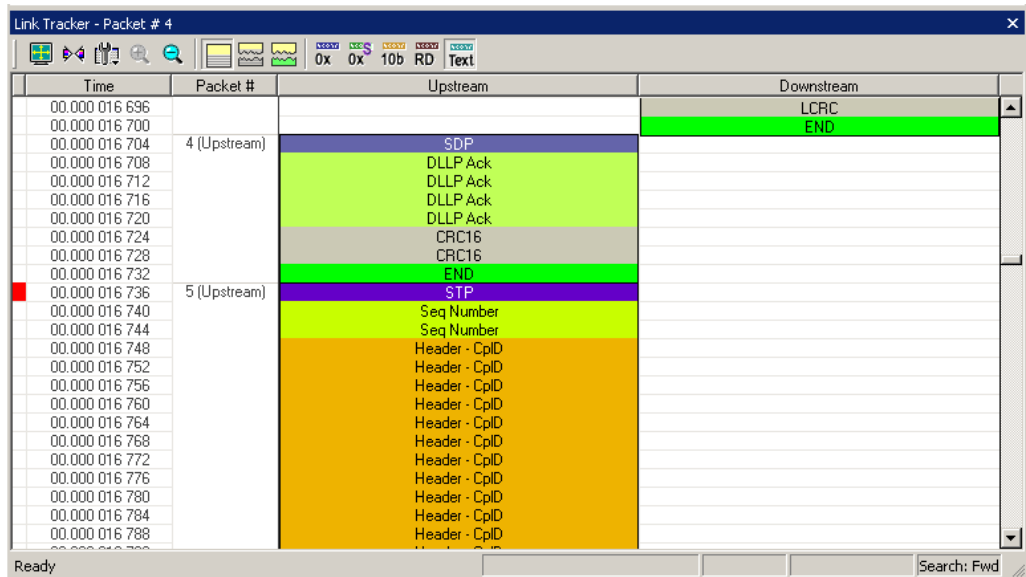 Link Tracker - Packet # 4
0x 0x S 10b RD Text
Time Packet # Upstream Downstream
00.000 016 696 LCRC
00.000 016 700 END
00.000 016 704 4 (Upstream) SDP
00.000 016 708 DLLP Ack
00.000 016 712 DLLP Ack
00.000 016 716 DLLP Ack
00.000 016 720 DLLP Ack
00.000 016 724 CRC16
00.000 016 728 CRC16
00.000 016 732 END
00.000 016 736 5 (Upstream) STP
00.000 016 740 Seq Number
00.000 016 744 Seq Number
00.000 016 748 Header - CplD
00.000 016 752 Header - CplD
00.000 016 756 Header - CplD
00.000 016 760 Header - CplD
00.000 016 764 Header - CplD
00.000 016 768 Header - CplD
00.000 016 772 Header - CplD
00.000 016 776 Header - CplD
00.000 016 780 Header - CplD
00.000 016 784 Header - CplD
00.000 016 788 Header - CplD
Ready Search: Fwd